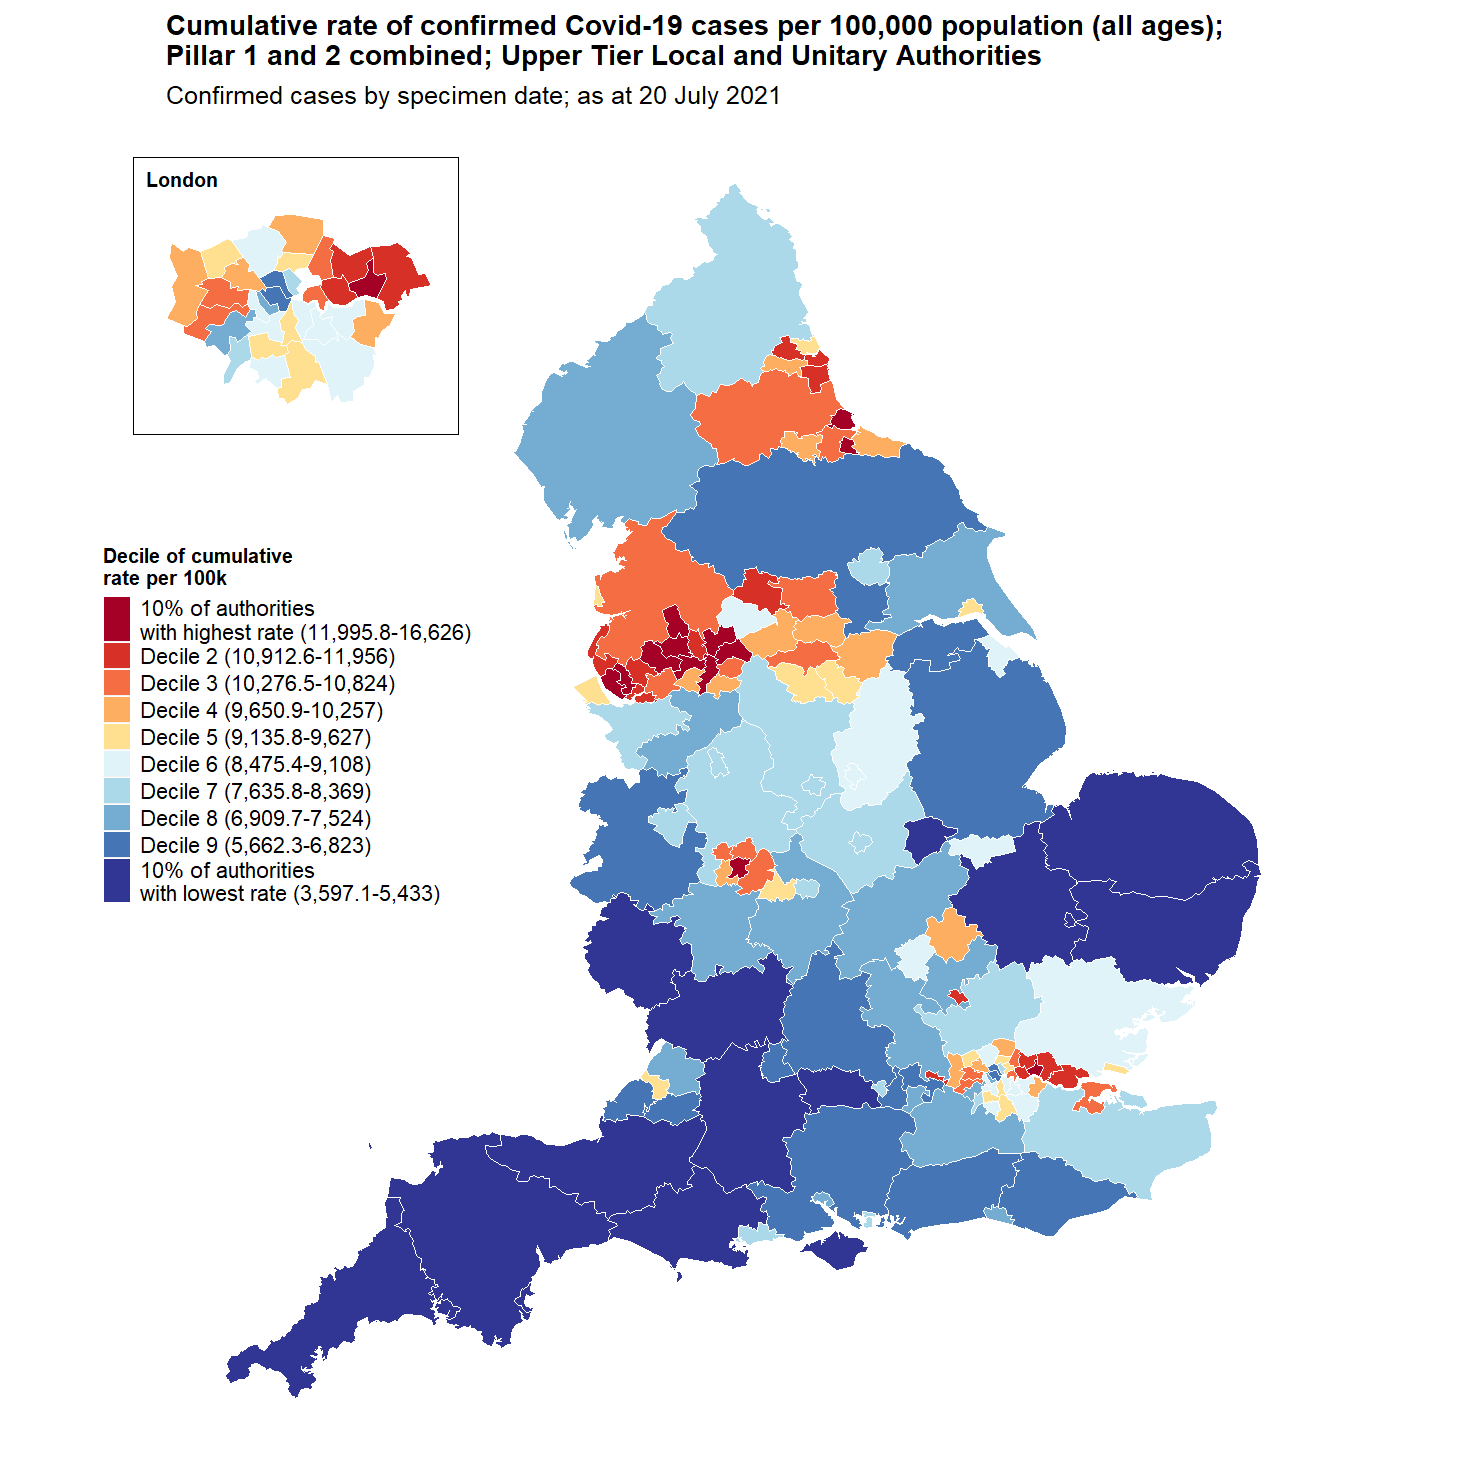 Cumulative rate of confirmed Covid-19 cases per 100,000 population (all ages);
Pillar 1 and 2 combined; Upper Tier Local and Unitary Authorities
Confirmed cases by specimen date; as at 20 July 2021
London
Decile of cumulative
rate per 100k
10% of authorities
with highest rate (11,995.8-16,626)
Decile 2 (10,912.6-11,956)
Decile 3 (10,276.5-10,824)
Decile 4 (9,650.9-10,257)
Decile 5 (9,135.8-9,627)
Decile 6 (8,475.4-9,108)
Decile 7 (7,635.8-8,369)
Decile 8 (6,909.7-7,524)
Decile 9 (5,662.3-6,823)
10% of authorities
with lowest rate (3,597.1-5,433)